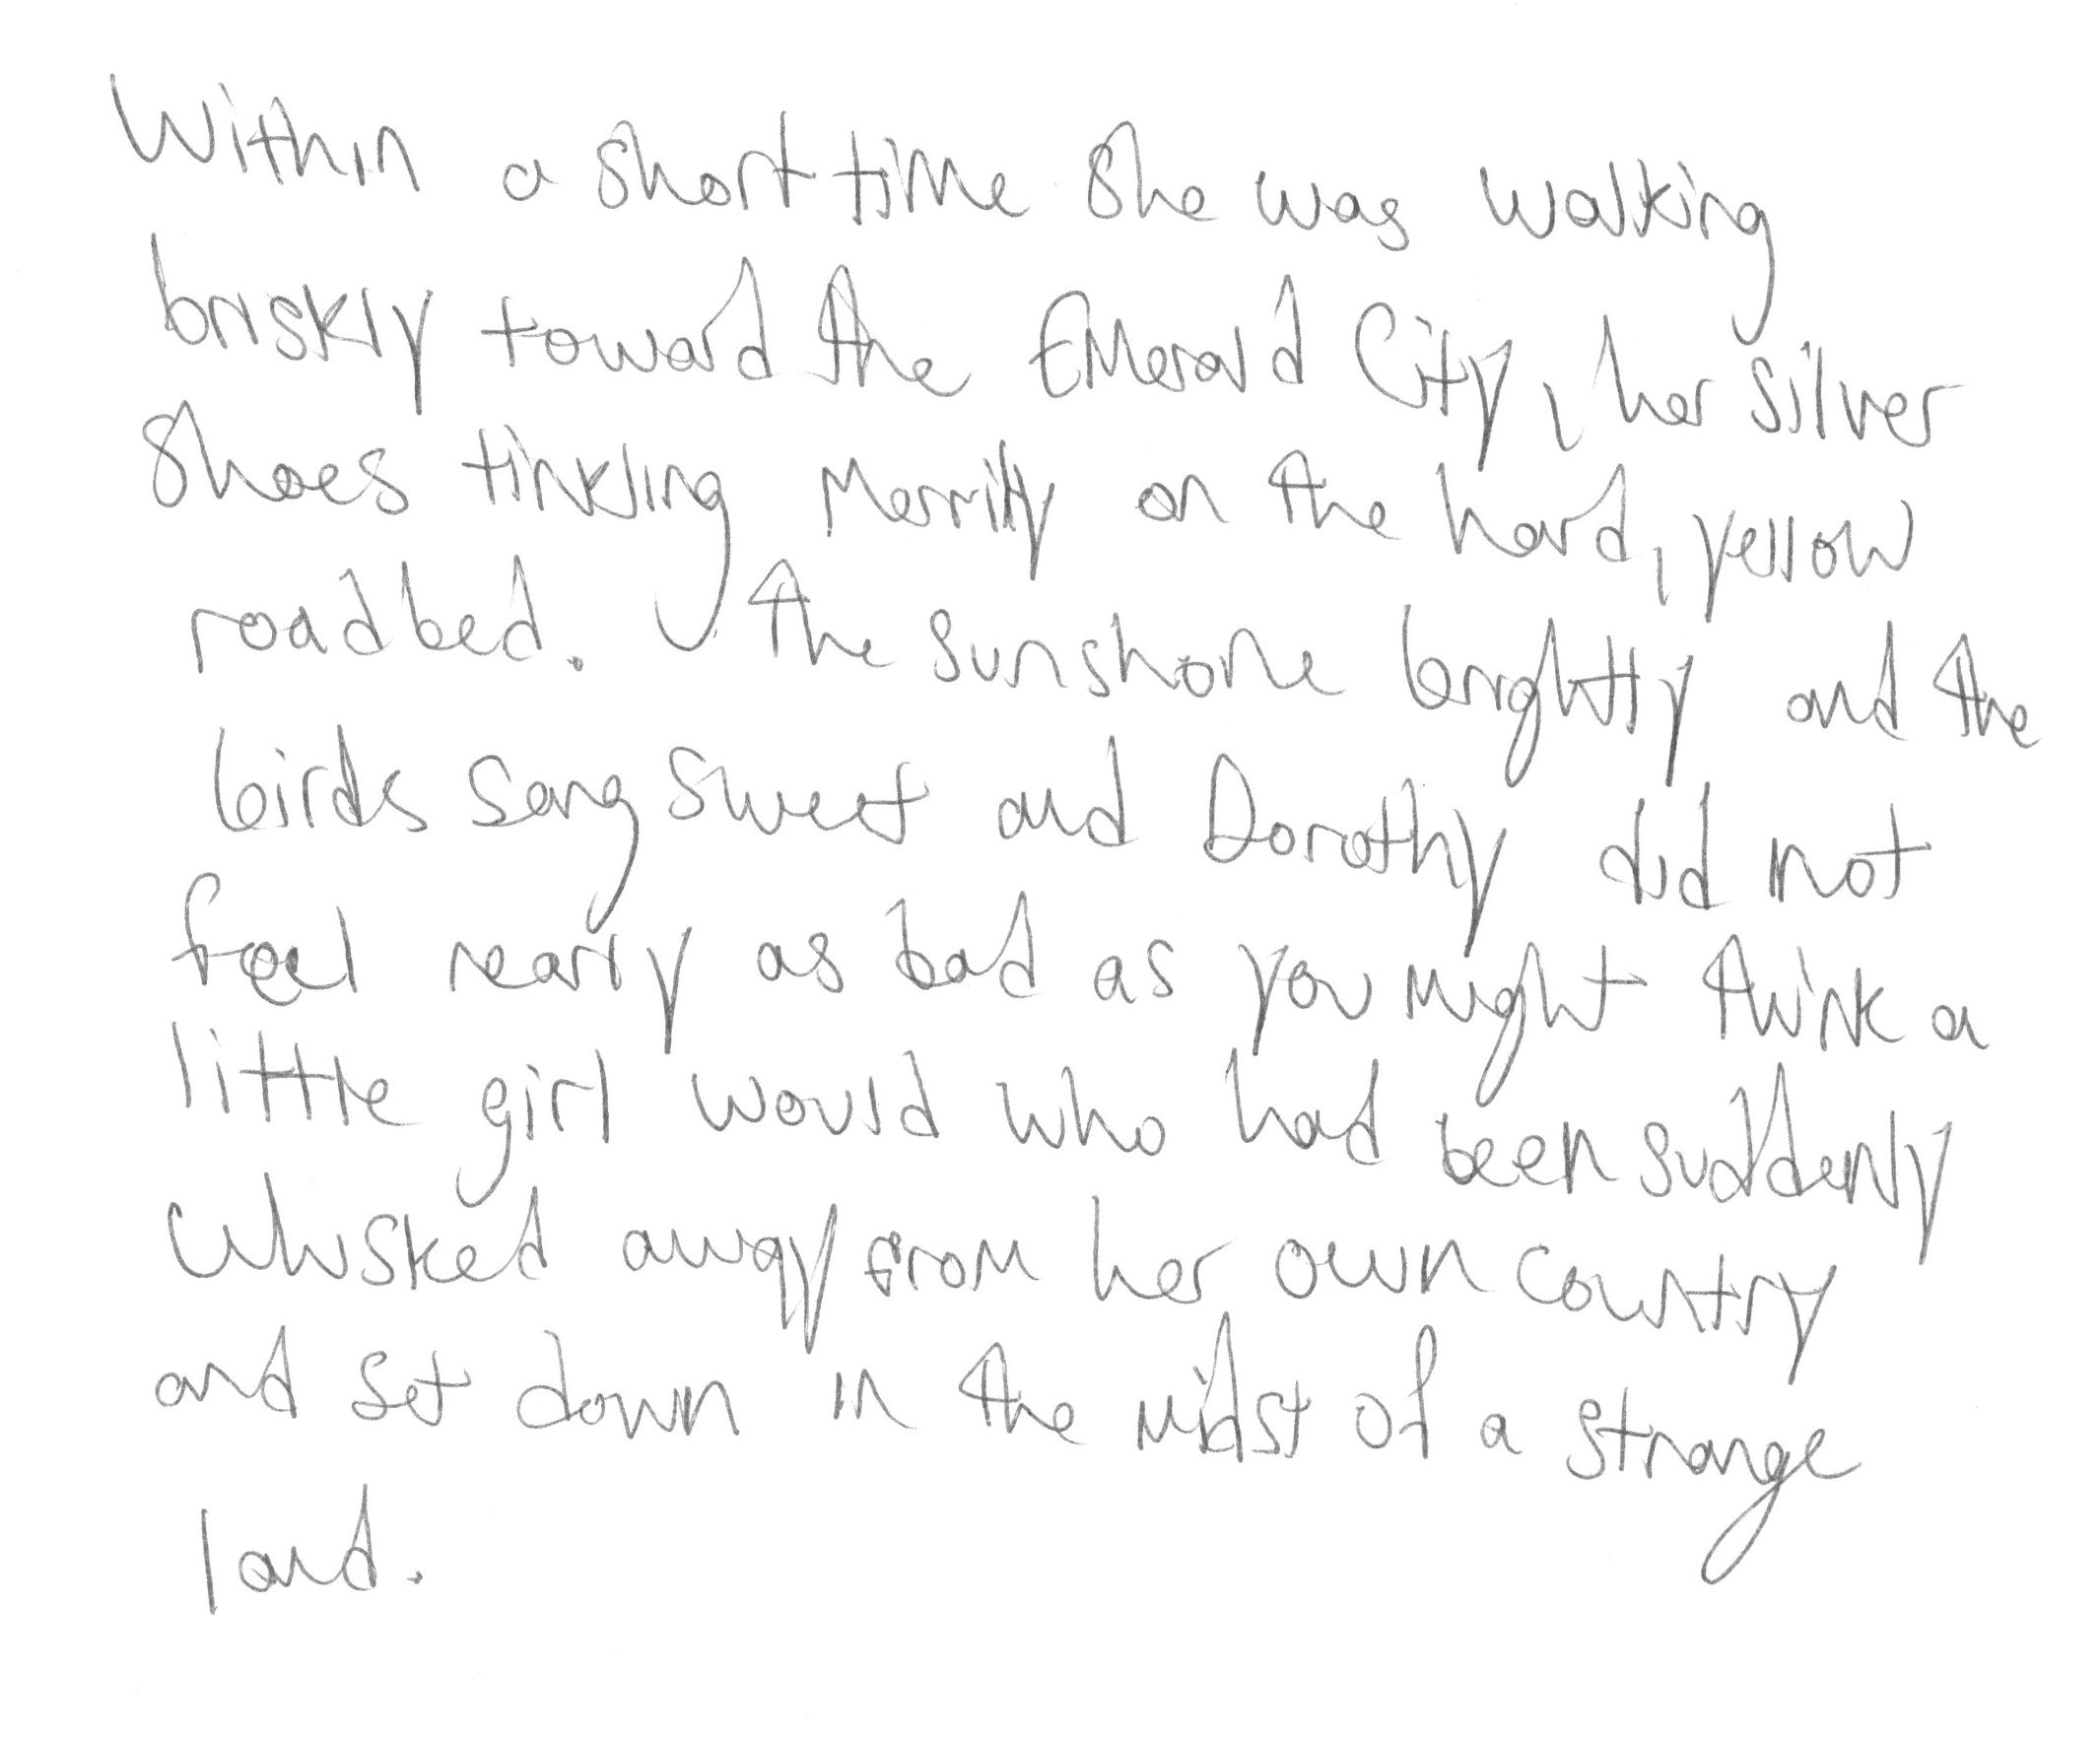 Within a short time she was walking
briskly toward the Emerald City, her silver
shoes tinkling merrily on the hard, yellow
roadbed. The sun shone brightly and the
birds sang sweet and Dorothy did not
feel nearly as bad as you might think a
little girl would who had been suddenly
whisked away from her own country
and set down in the midst of a strange
land.